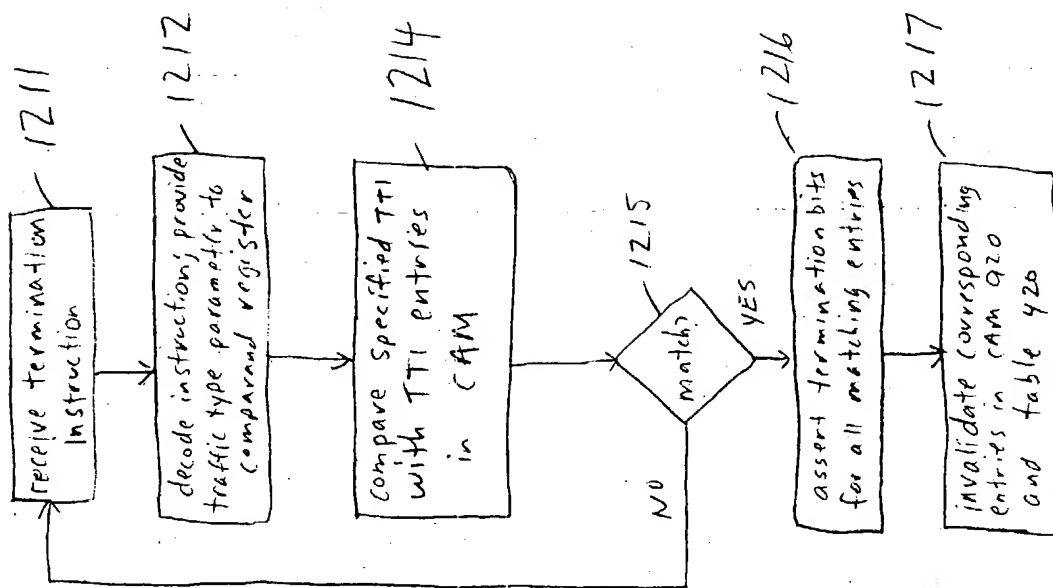 receive termination
Instruction
1211
decode instruction; provide
traffic type parameter to
comparand register
1212
compare specified TTI
with TTI entries
in CAM
1214
match?
1215
NO
YES
assert termination bits
for all matching entries
1216
invalidate corresponding
entries in CAM 920
and table 420
1217